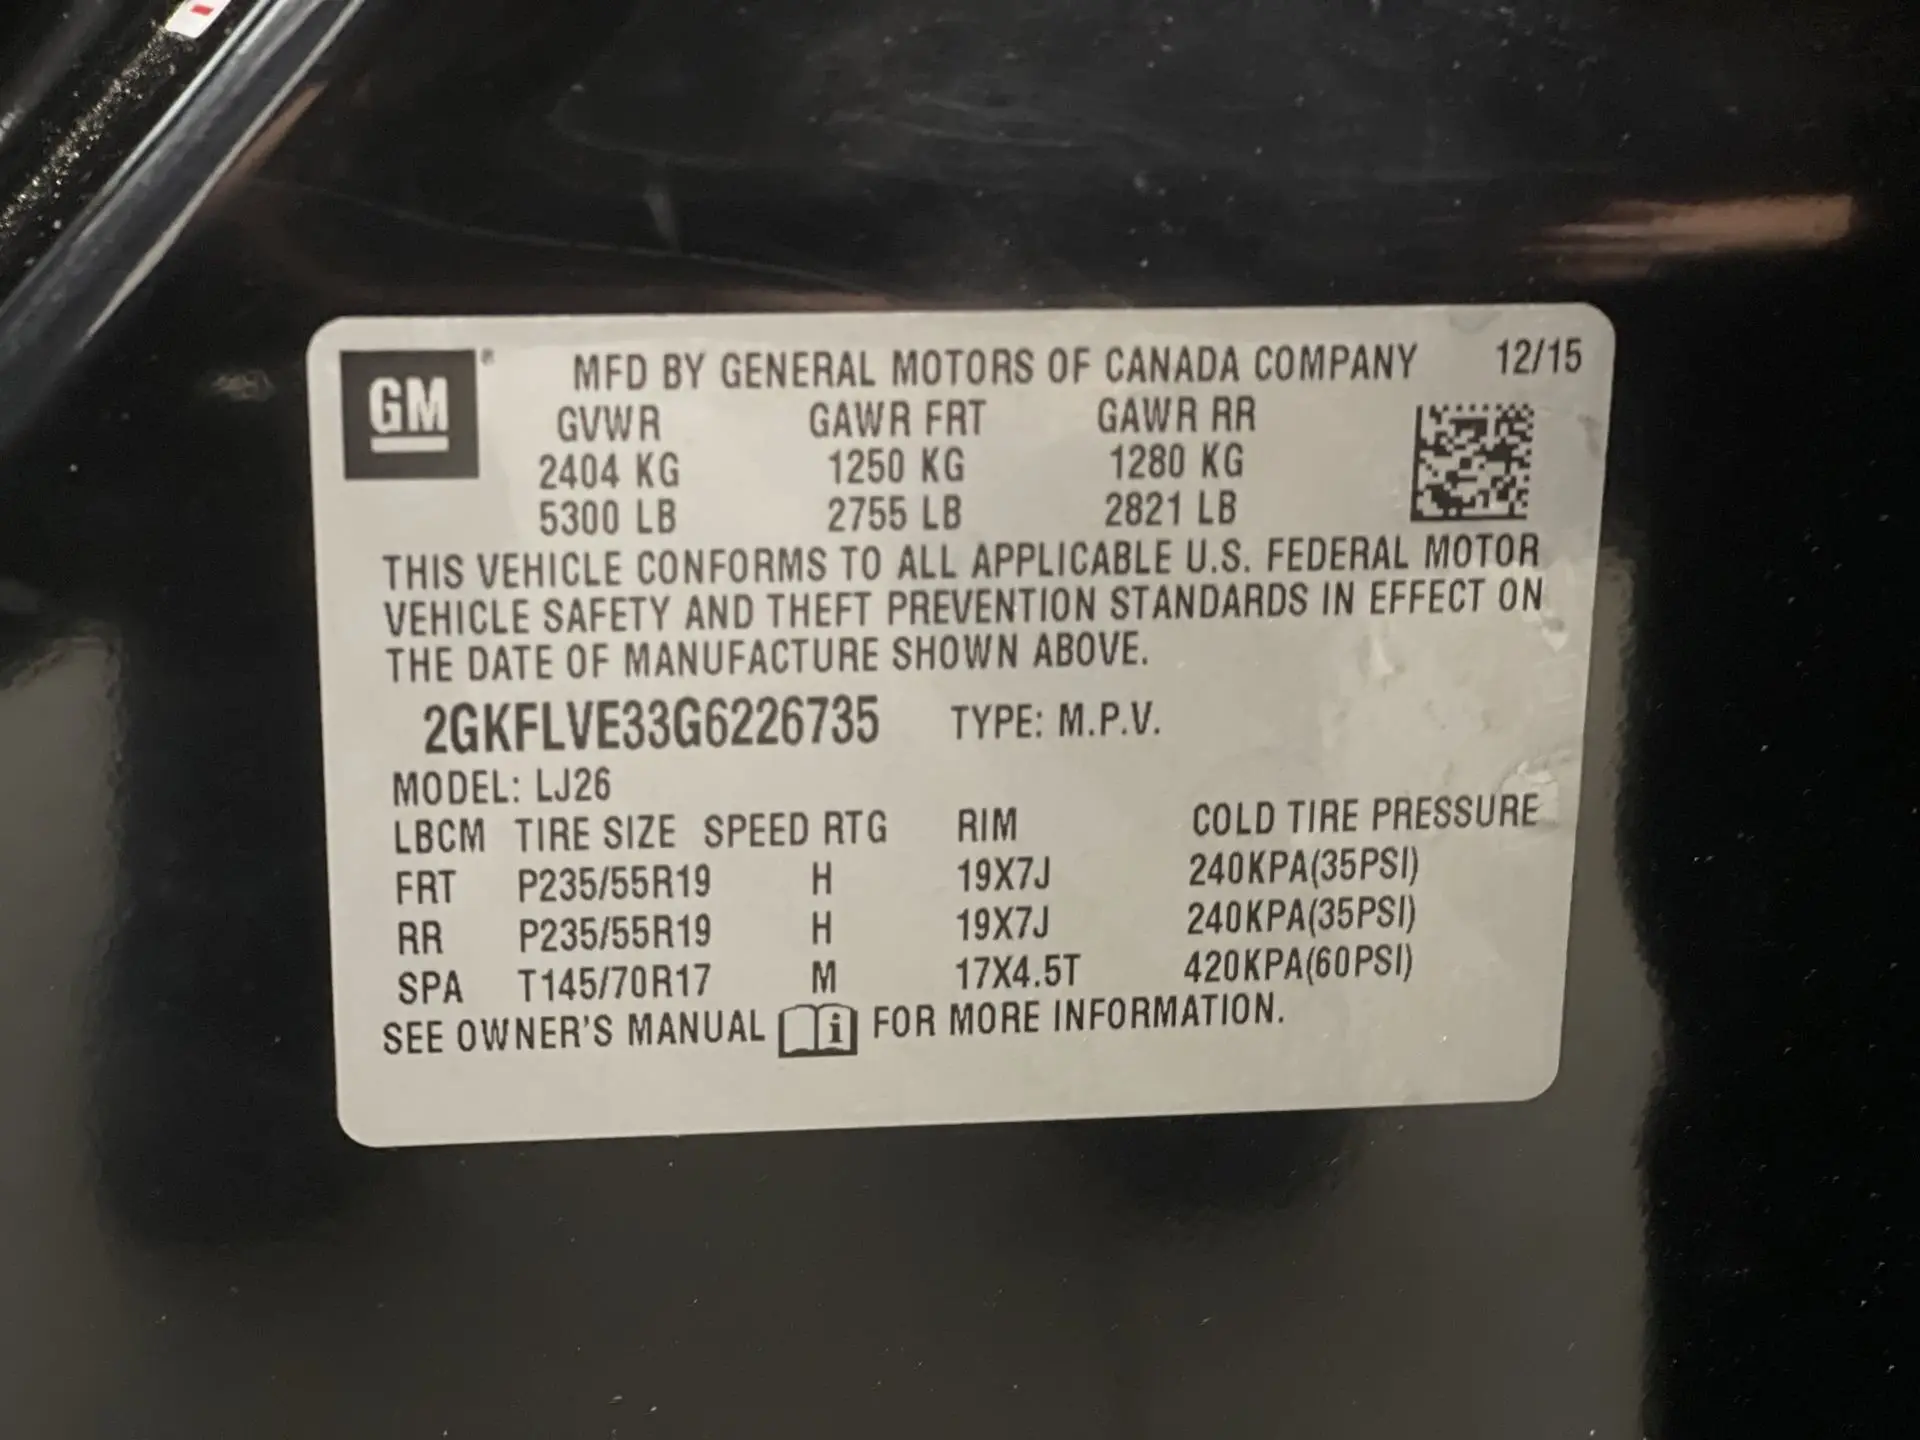 GM ® MFD BY GENERAL MOTORS OF CANADA COMPANY 12/15
GVWR GAWR FRT GAWR RR
2404 KG 1250 KG 1280 KG
5300 LB 2755 LB 2821 LB
THIS VEHICLE CONFORMS TO ALL APPLICABLE U.S. FEDERAL MOTOR
VEHICLE SAFETY AND THEFT PREVENTION STANDARDS IN EFFECT ON
THE DATE OF MANUFACTURE SHOWN ABOVE.
2GKFLVE33G6226735 TYPE: M.P.V.
MODEL: LJ26
LBCM TIRE SIZE SPEED RTG RIM COLD TIRE PRESSURE
FRT P235/55R19 H 19X7J 240KPA(35PSI)
RR P235/55R19 H 19X7J 240KPA(35PSI)
SPA T145/70R17 M 17X4.5T 420KPA(60PSI)
SEE OWNER'S MANUAL i FOR MORE INFORMATION.